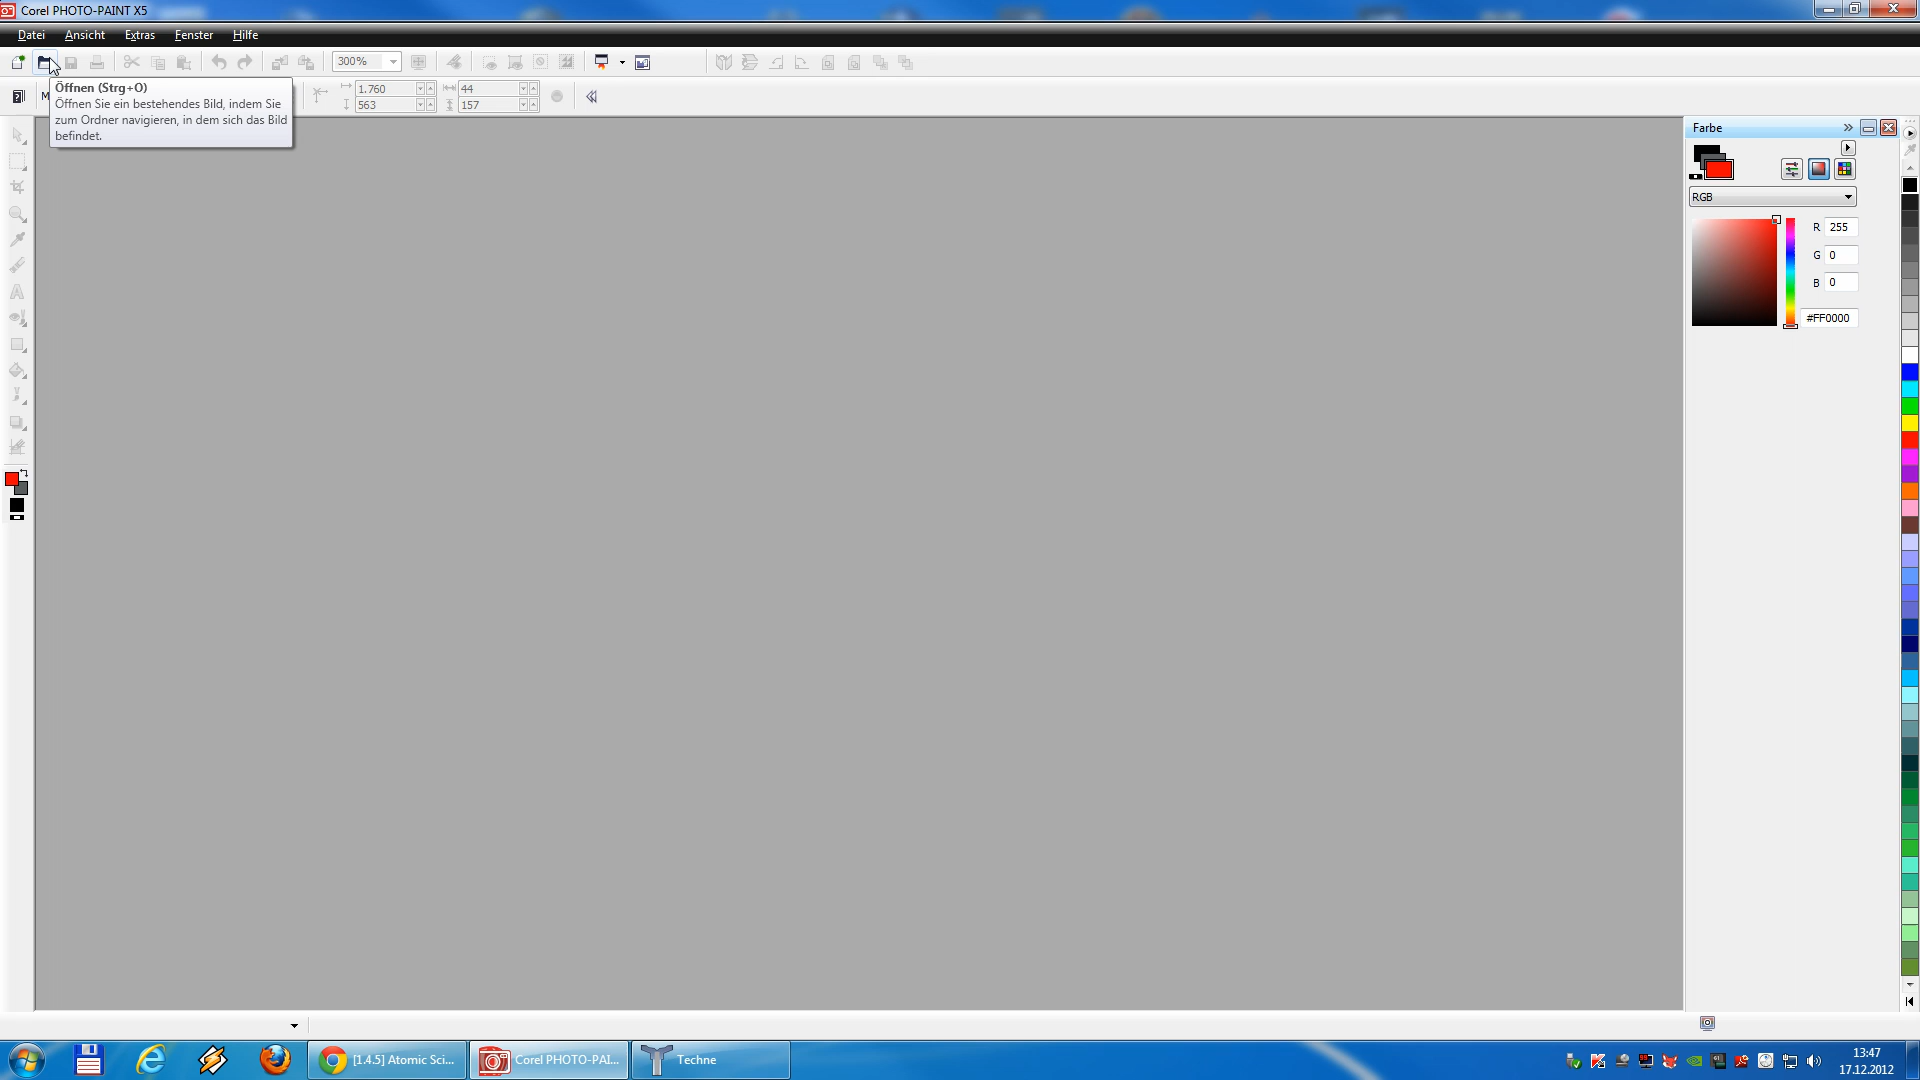 Corel PHOTO-PAINT X5
Datei Ansicht Extras Fenster Hilfe
300%
Öffnen (Strg+O)
Öffnen Sie ein bestehendes Bild, indem Sie
zum Ordner navigieren, in dem sich das Bild
befindet.
M
1.760
563
44
157
Farbe
RGB
R 255
G 0
B 0
#FF0000
[1.4.5] Atomic Sci...
Corel PHOTO-PAI...
Techne
13:47
17.12.2012